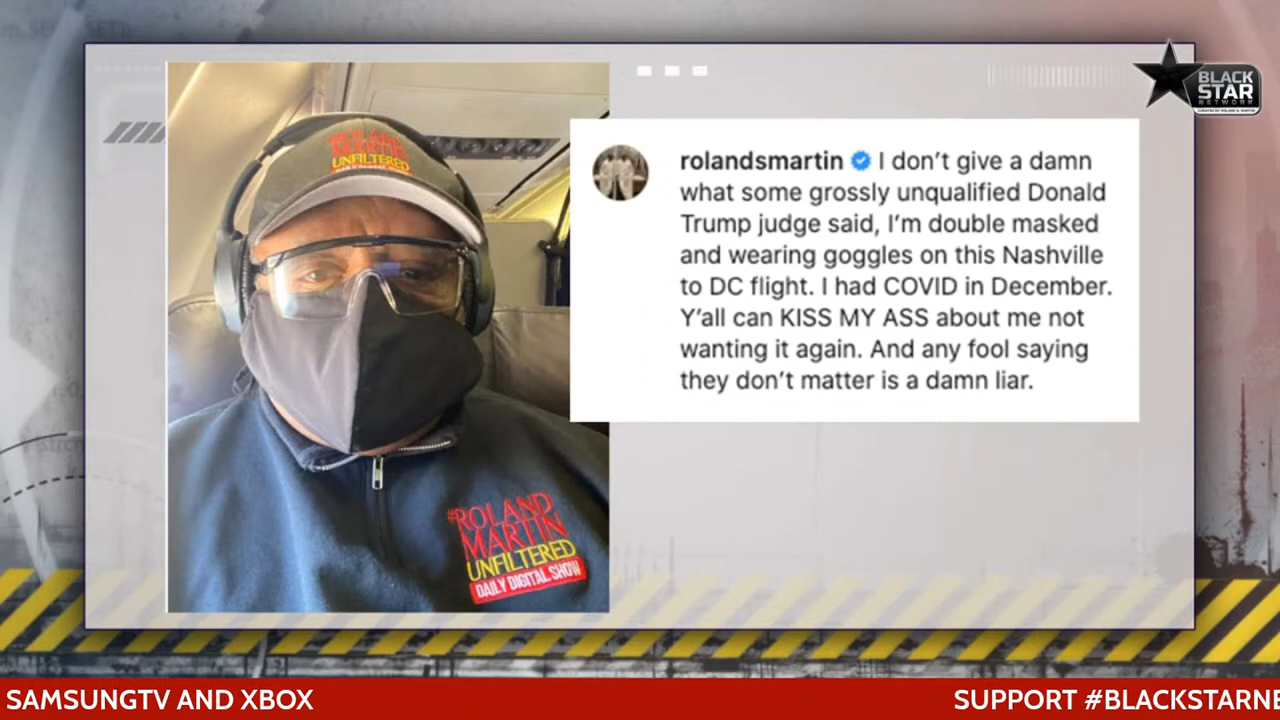 BLACK
STAR
NETWORK
ROLAND
MARTIN
UNFILTERED
rolandsmartin I don’t give a damn
what some grossly unqualified Donald
Trump judge said, I’m double masked
and wearing goggles on this Nashville
to DC flight. I had COVID in December.
Y’all can KISS MY ASS about me not
wanting it again. And any fool saying
they don’t matter is a damn liar.
#ROLAND
MARTIN
UNFILTERED
DAILY DIGITAL SHOW
SAMSUNGTV AND XBOX
SUPPORT #BLACKSTARNE